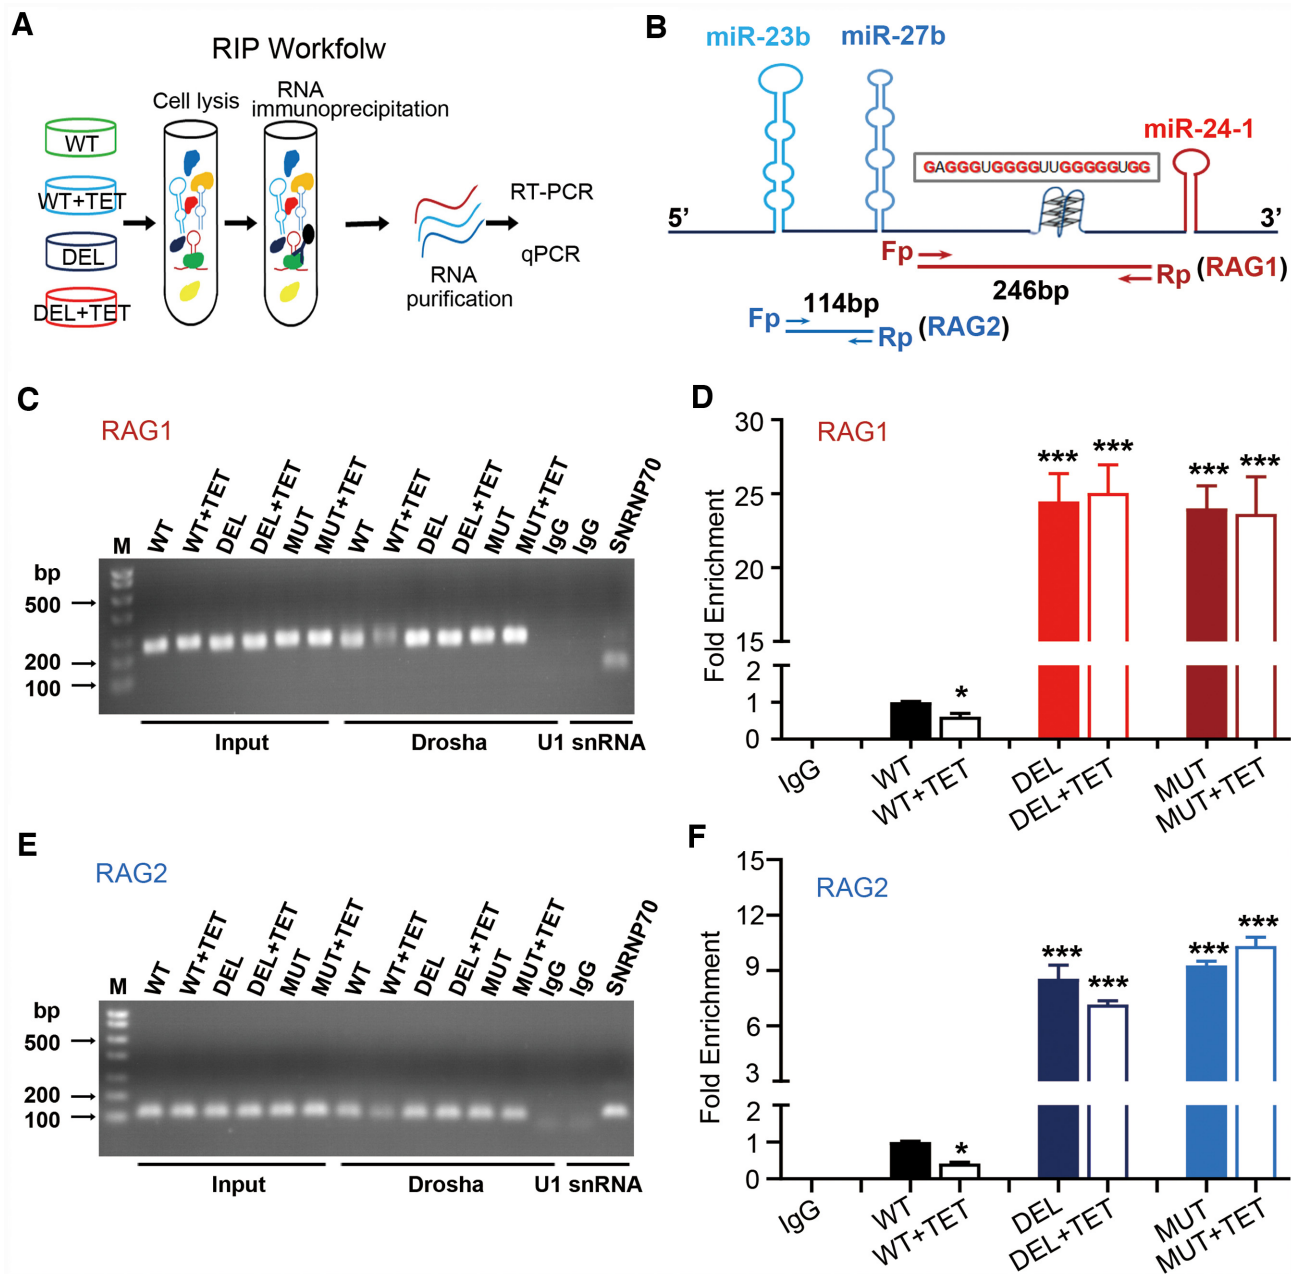 A
RIP Workfolw
Cell lysis
RNA
immunoprecipitation
WT
WT+TET
DEL
DEL+TET
RNA
purification
RT-PCR
qPCR
B
miR-23b
miR-27b
miR-24-1
GAGGGUGGGGUUGGGGGUGG
5’
3’
Fp
Rp (RAG1)
246bp
114bp
Fp
Rp (RAG2)
C
RAG1
M WT WT+TET DEL DEL+TET MUT MUT+TET WT WT+TET DEL DEL+TET MUT MUT+TET IgG IgG SNRNP70
bp
500
200
100
Input Drosha U1 snRNA
D
RAG1
Fold Enrichment
30
25
20
15
2
1
0
*
*** ***
*** ***
IgG WT WT+TET DEL DEL+TET MUT MUT+TET
E
RAG2
M WT WT+TET DEL DEL+TET MUT MUT+TET WT WT+TET DEL DEL+TET MUT MUT+TET IgG IgG SNRNP70
bp
500
200
100
Input Drosha U1 snRNA
F
RAG2
Fold Enrichment
15
12
9
6
3
2
1
0
*
*** ***
*** ***
IgG WT WT+TET DEL DEL+TET MUT MUT+TET